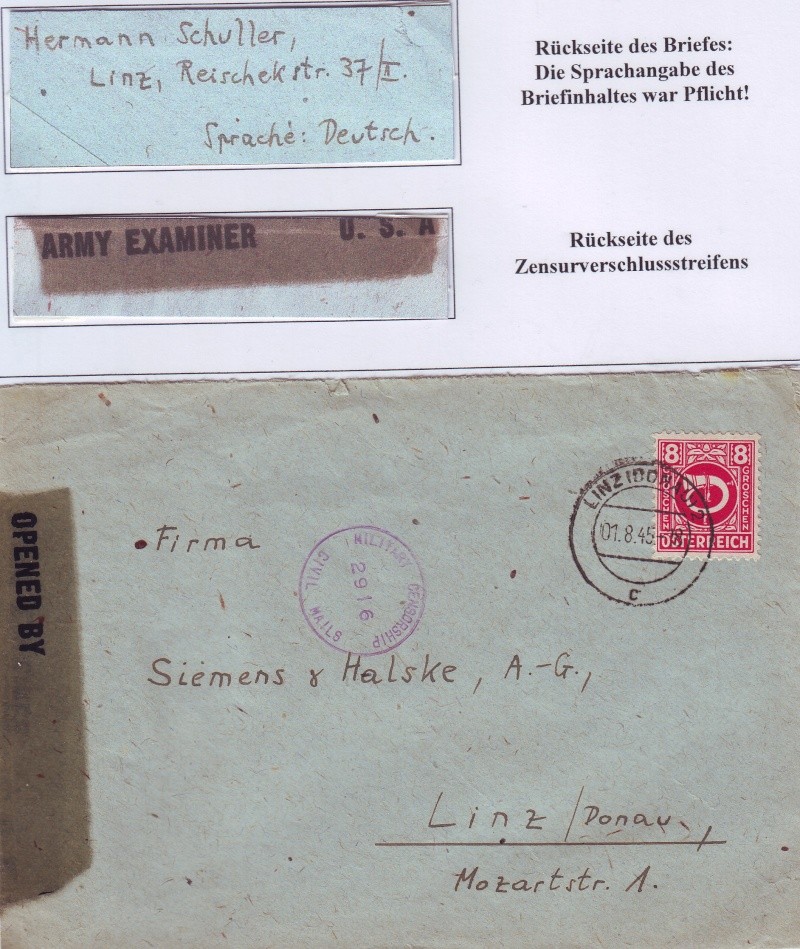 Hermann Schuller,
Linz, Reischekstr. 37/II.
Sprache: Deutsch.
Rückseite des Briefes:
Die Sprachangabe des
Briefinhaltes war Pflicht!
ARMY EXAMINER U. S. A
Rückseite des
Zensurverschlussstreifens
8 8
GROSCHEN GROSCHEN
ÖSTERREICH
LINZ (DONAU) 2
01.8.45
c
OPENED BY
MILITARY CENSORSHIP
2916
CIVIL MAILS
Firma
Siemens & Halske, A.-G.,
Linz/Donau,
Mozartstr. 1.